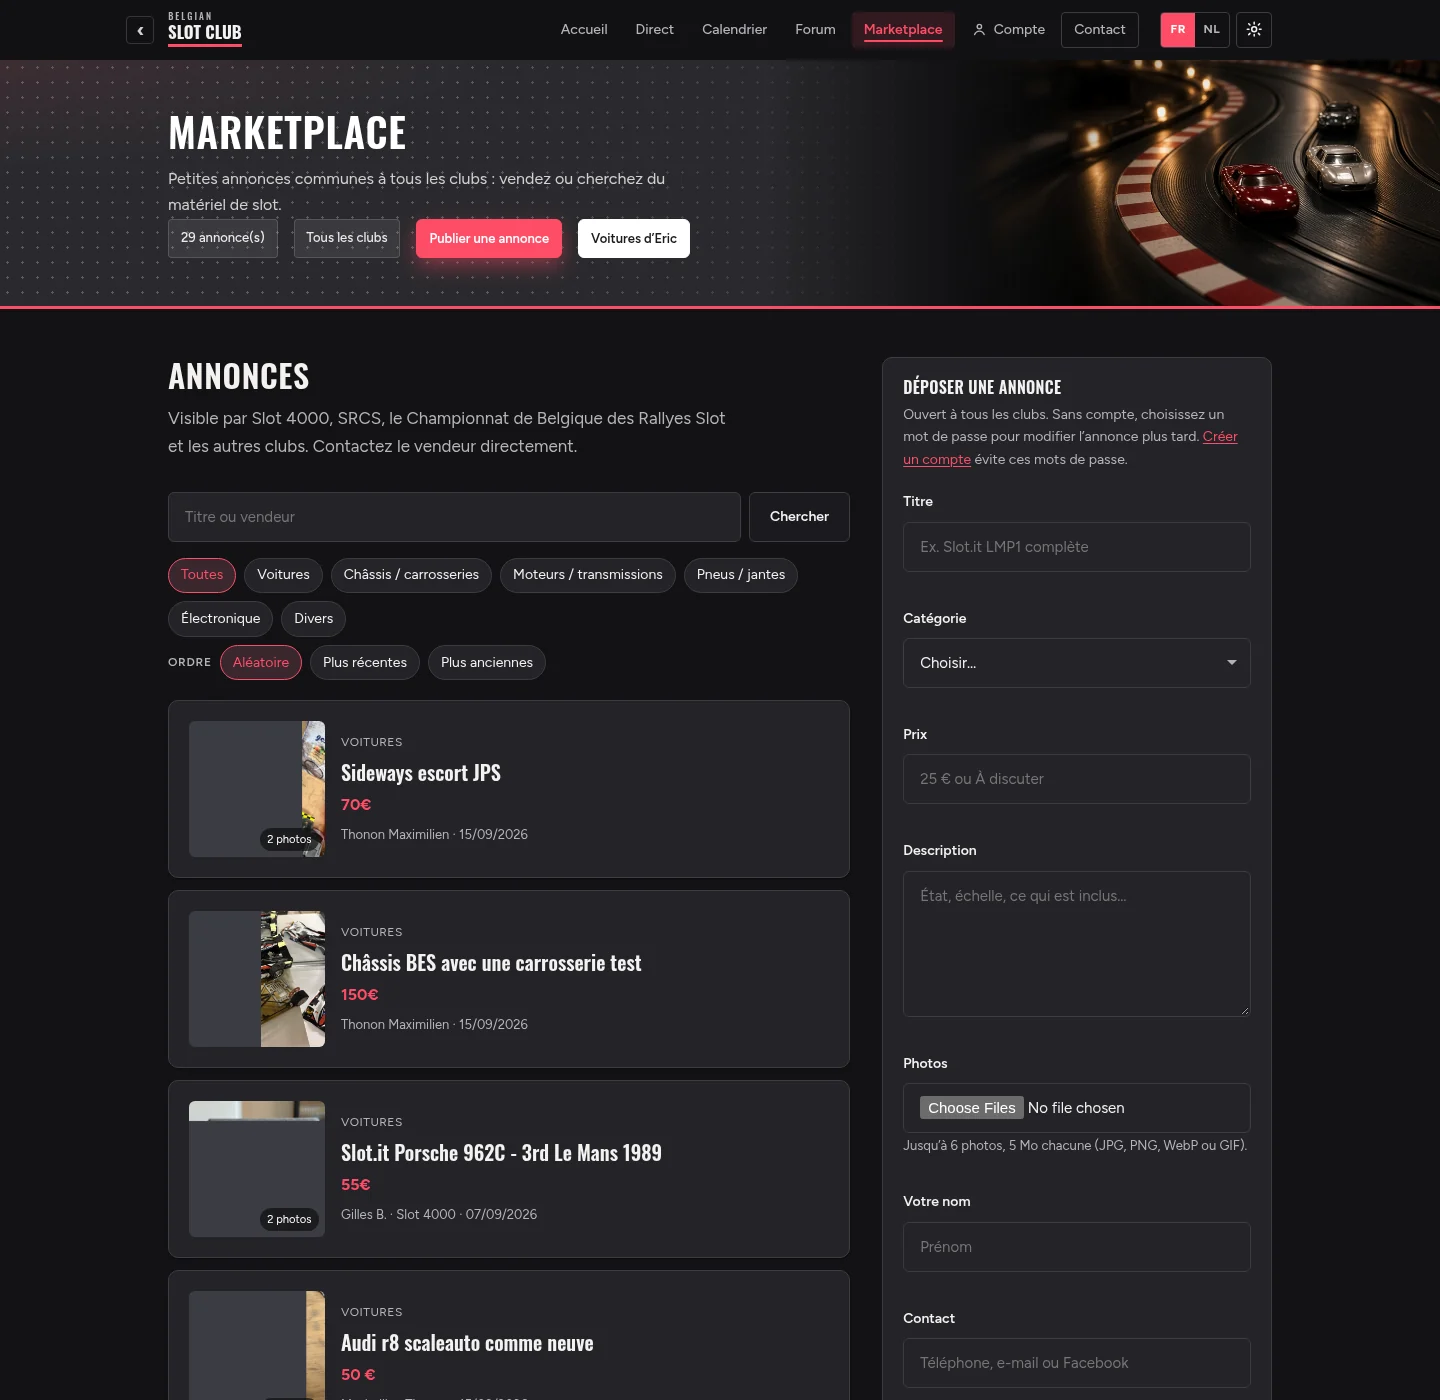 ‹
BELGIAN
SLOT CLUB
Accueil
Direct
Calendrier
Forum
Marketplace
Compte
Contact
FR
NL
MARKETPLACE
Petites annonces communes à tous les clubs : vendez ou cherchez du
matériel de slot.
29 annonce(s)
Tous les clubs
Publier une annonce
Voitures d’Eric
ANNONCES
Visible par Slot 4000, SRCS, le Championnat de Belgique des Rallyes Slot
et les autres clubs. Contactez le vendeur directement.
Titre ou vendeur
Chercher
Toutes
Voitures
Châssis / carrosseries
Moteurs / transmissions
Pneus / jantes
Électronique
Divers
ORDRE
Aléatoire
Plus récentes
Plus anciennes
2 photos
VOITURES
Sideways escort JPS
70€
Thonon Maximilien · 15/09/2026
VOITURES
Châssis BES avec une carrosserie test
150€
Thonon Maximilien · 15/09/2026
2 photos
VOITURES
Slot.it Porsche 962C - 3rd Le Mans 1989
55€
Gilles B. · Slot 4000 · 07/09/2026
VOITURES
Audi r8 scaleauto comme neuve
50 €
DÉPOSER UNE ANNONCE
Ouvert à tous les clubs. Sans compte, choisissez un
mot de passe pour modifier l’annonce plus tard. Créer
un compte évite ces mots de passe.
Titre
Ex. Slot.it LMP1 complète
Catégorie
Choisir…
Prix
25 € ou À discuter
Description
État, échelle, ce qui est inclus…
Photos
Choose Files No file chosen
Jusqu’à 6 photos, 5 Mo chacune (JPG, PNG, WebP ou GIF).
Votre nom
Prénom
Contact
Téléphone, e-mail ou Facebook